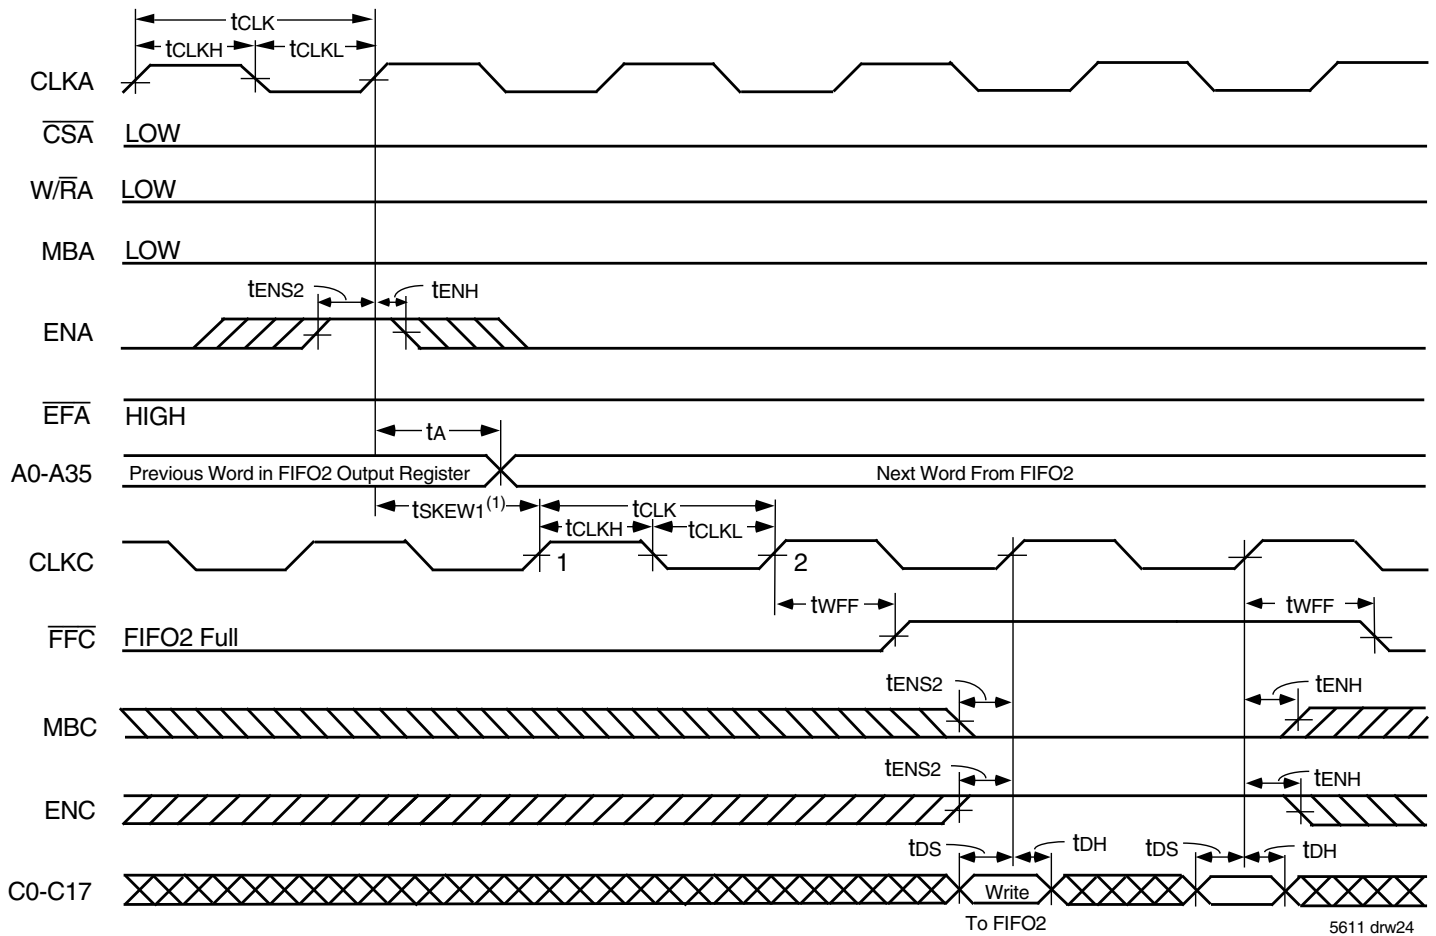 tCLK
tCLKH tCLKL
CLKA
CSA LOW
W/RA LOW
MBA LOW
tENS2 tENH
ENA
EFA HIGH
tA
A0-A35 Previous Word in FIFO2 Output Register Next Word From FIFO2
tSKEW1(1) tCLK
tCLKH tCLKL
CLKC 1 2
tWFF tWFF
FFC FIFO2 Full
tENS2 tENH
MBC
tENS2 tENH
ENC
tDS tDH tDS tDH
C0-C17 Write
To FIFO2
5611 drw24